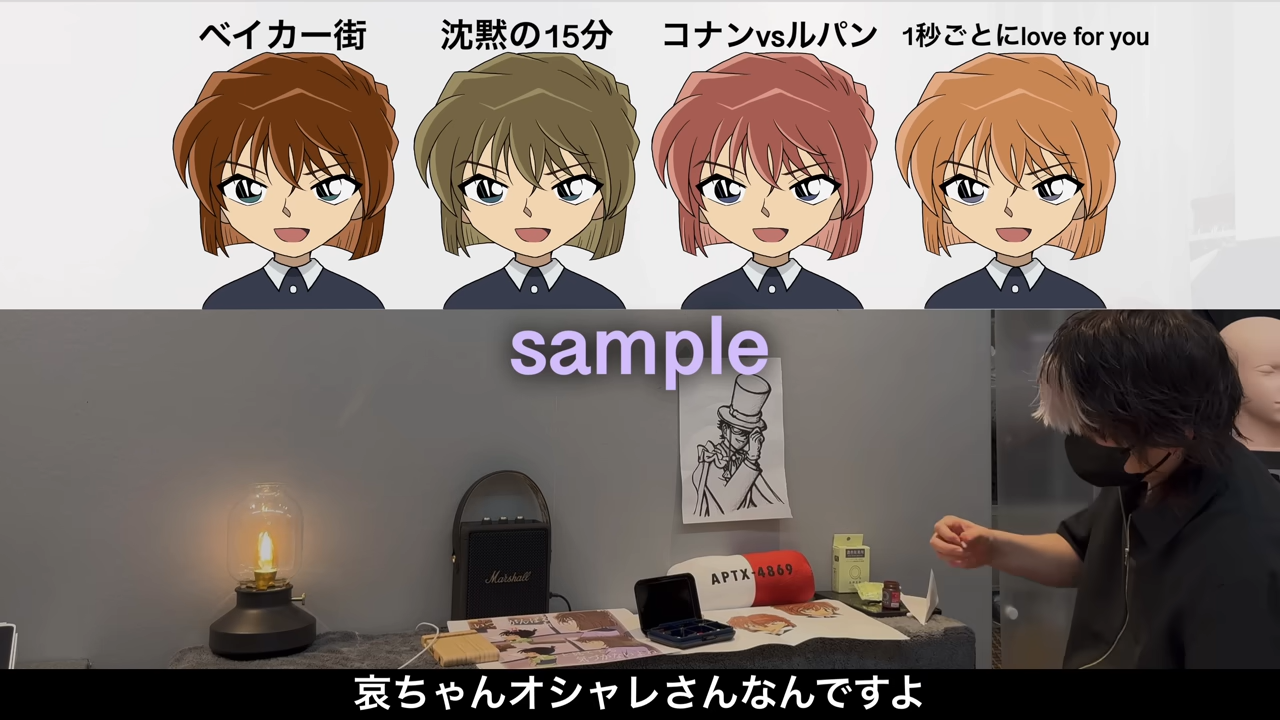 ベイカー街
沈黙の15分
コナンvsルパン
1秒ごとにlove for you
sample
Marshall
APTX-4869
哀ちゃんオシャレさんなんですよ